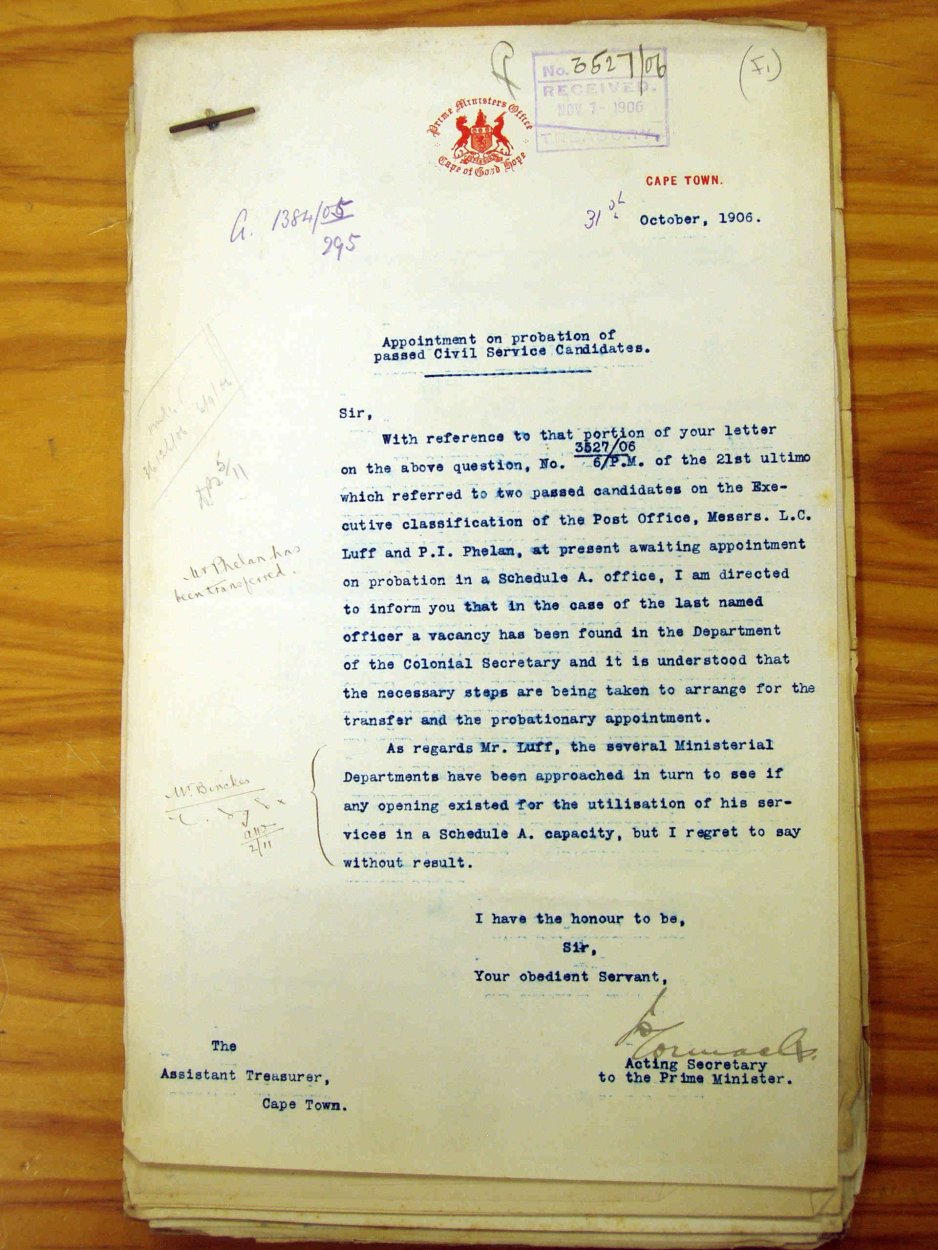 No. 3527/06
RECEIVED.
NOV 1- 1906
TREASURY.
(F1)
Prime Ministers Office
Cape of Good Hope
CAPE TOWN.
31st October, 1906.
G. 1384/05
295
Appointment on probation of
passed Civil Service Candidates.
Sir,
With reference to that portion of your letter
3527/06
on the above question, No. 6/P.M. of the 21st ultimo
which referred to two passed candidates on the Exe-
cutive classification of the Post Office, Messrs. L.C.
Luff and P.I. Phelan, at present awaiting appointment
on probation in a Schedule A. office, I am directed
to inform you that in the case of the last named
officer a vacancy has been found in the Department
of the Colonial Secretary and it is understood that
the necessary steps are being taken to arrange for the
transfer and the probationary appointment.
Mr Phelan has
been transferred.
As regards Mr. Luff, the several Ministerial
Departments have been approached in turn to see if
any opening existed for the utilisation of his ser-
vices in a Schedule A. capacity, but I regret to say
without result.
Mr. Binckes
2/11
I have the honour to be,
Sir,
Your obedient Servant,
Acting Secretary
to the Prime Minister.
The
Assistant Treasurer,
Cape Town.